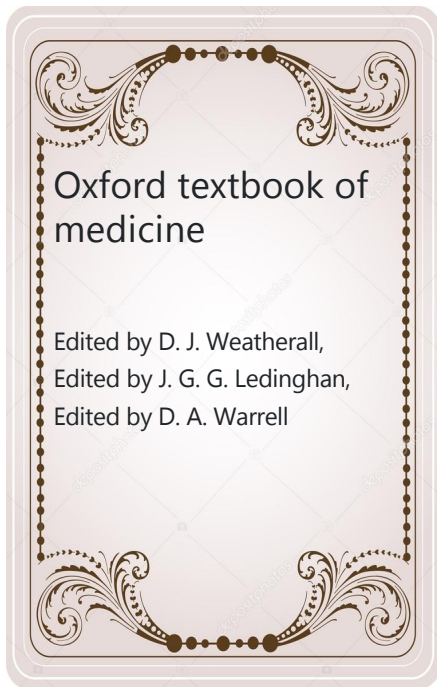 Oxford textbook of
medicine
Edited by D. J. Weatherall,
Edited by J. G. G. Ledinghan,
Edited by D. A. Warrell